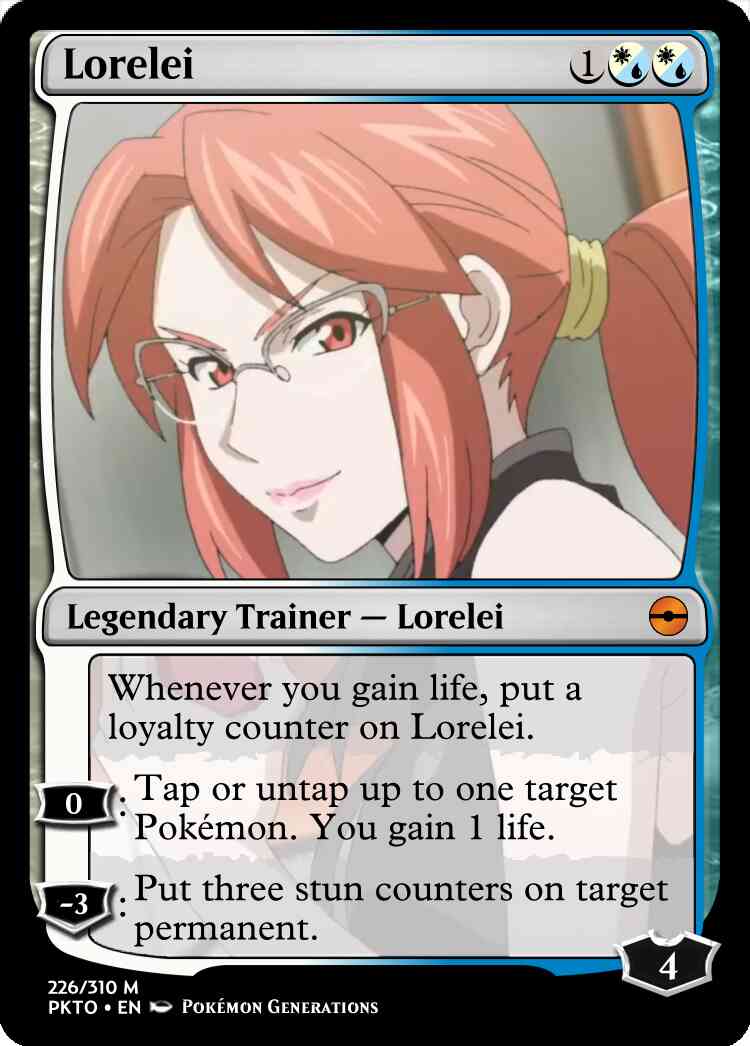 Lorelei 1
Legendary Trainer — Lorelei
Whenever you gain life, put a
loyalty counter on Lorelei.
0 : Tap or untap up to one target
Pokémon. You gain 1 life.
-3 : Put three stun counters on target
permanent.
4
226/310 M
PKTO • EN Pokémon Generations